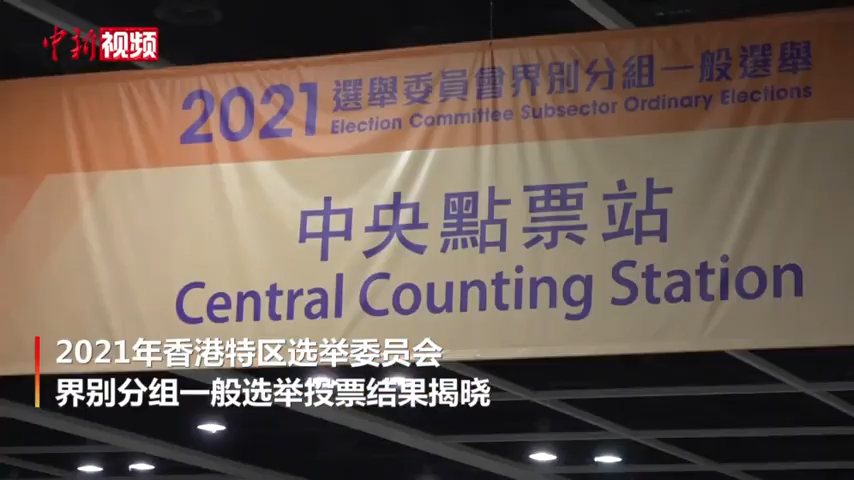 中新视频
2021 選舉委員會界別分組一般選舉
Election Committee Subsector Ordinary Elections
中央點票站
Central Counting Station
2021年香港特区选举委员会
界别分组一般选举投票结果揭晓